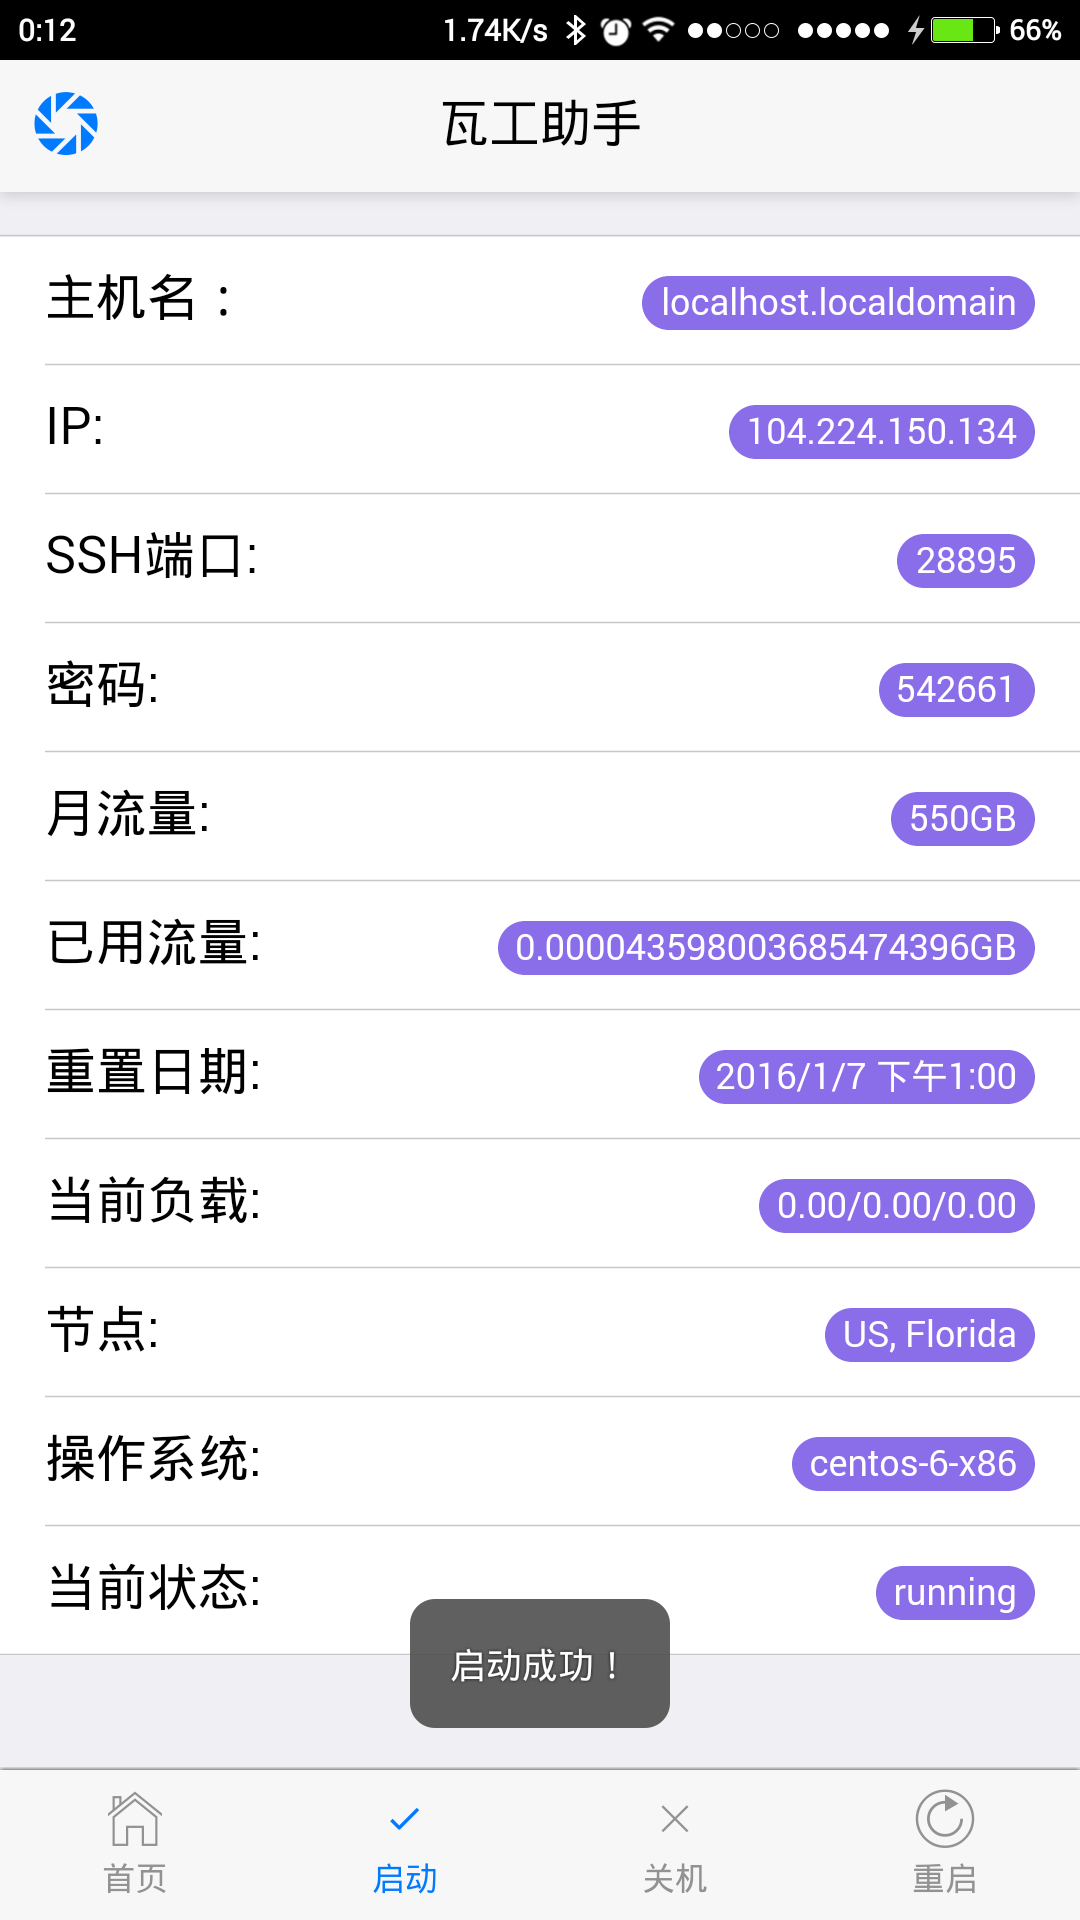 0:12 1.74K/s 66%
瓦工助手
主机名： localhost.localdomain
IP: 104.224.150.134
SSH端口: 28895
密码: 542661
月流量: 550GB
已用流量: 0.000043598003685474396GB
重置日期: 2016/1/7 下午1:00
当前负载: 0.00/0.00/0.00
节点: US, Florida
操作系统: centos-6-x86
当前状态: running
启动成功！
首页 启动 关机 重启